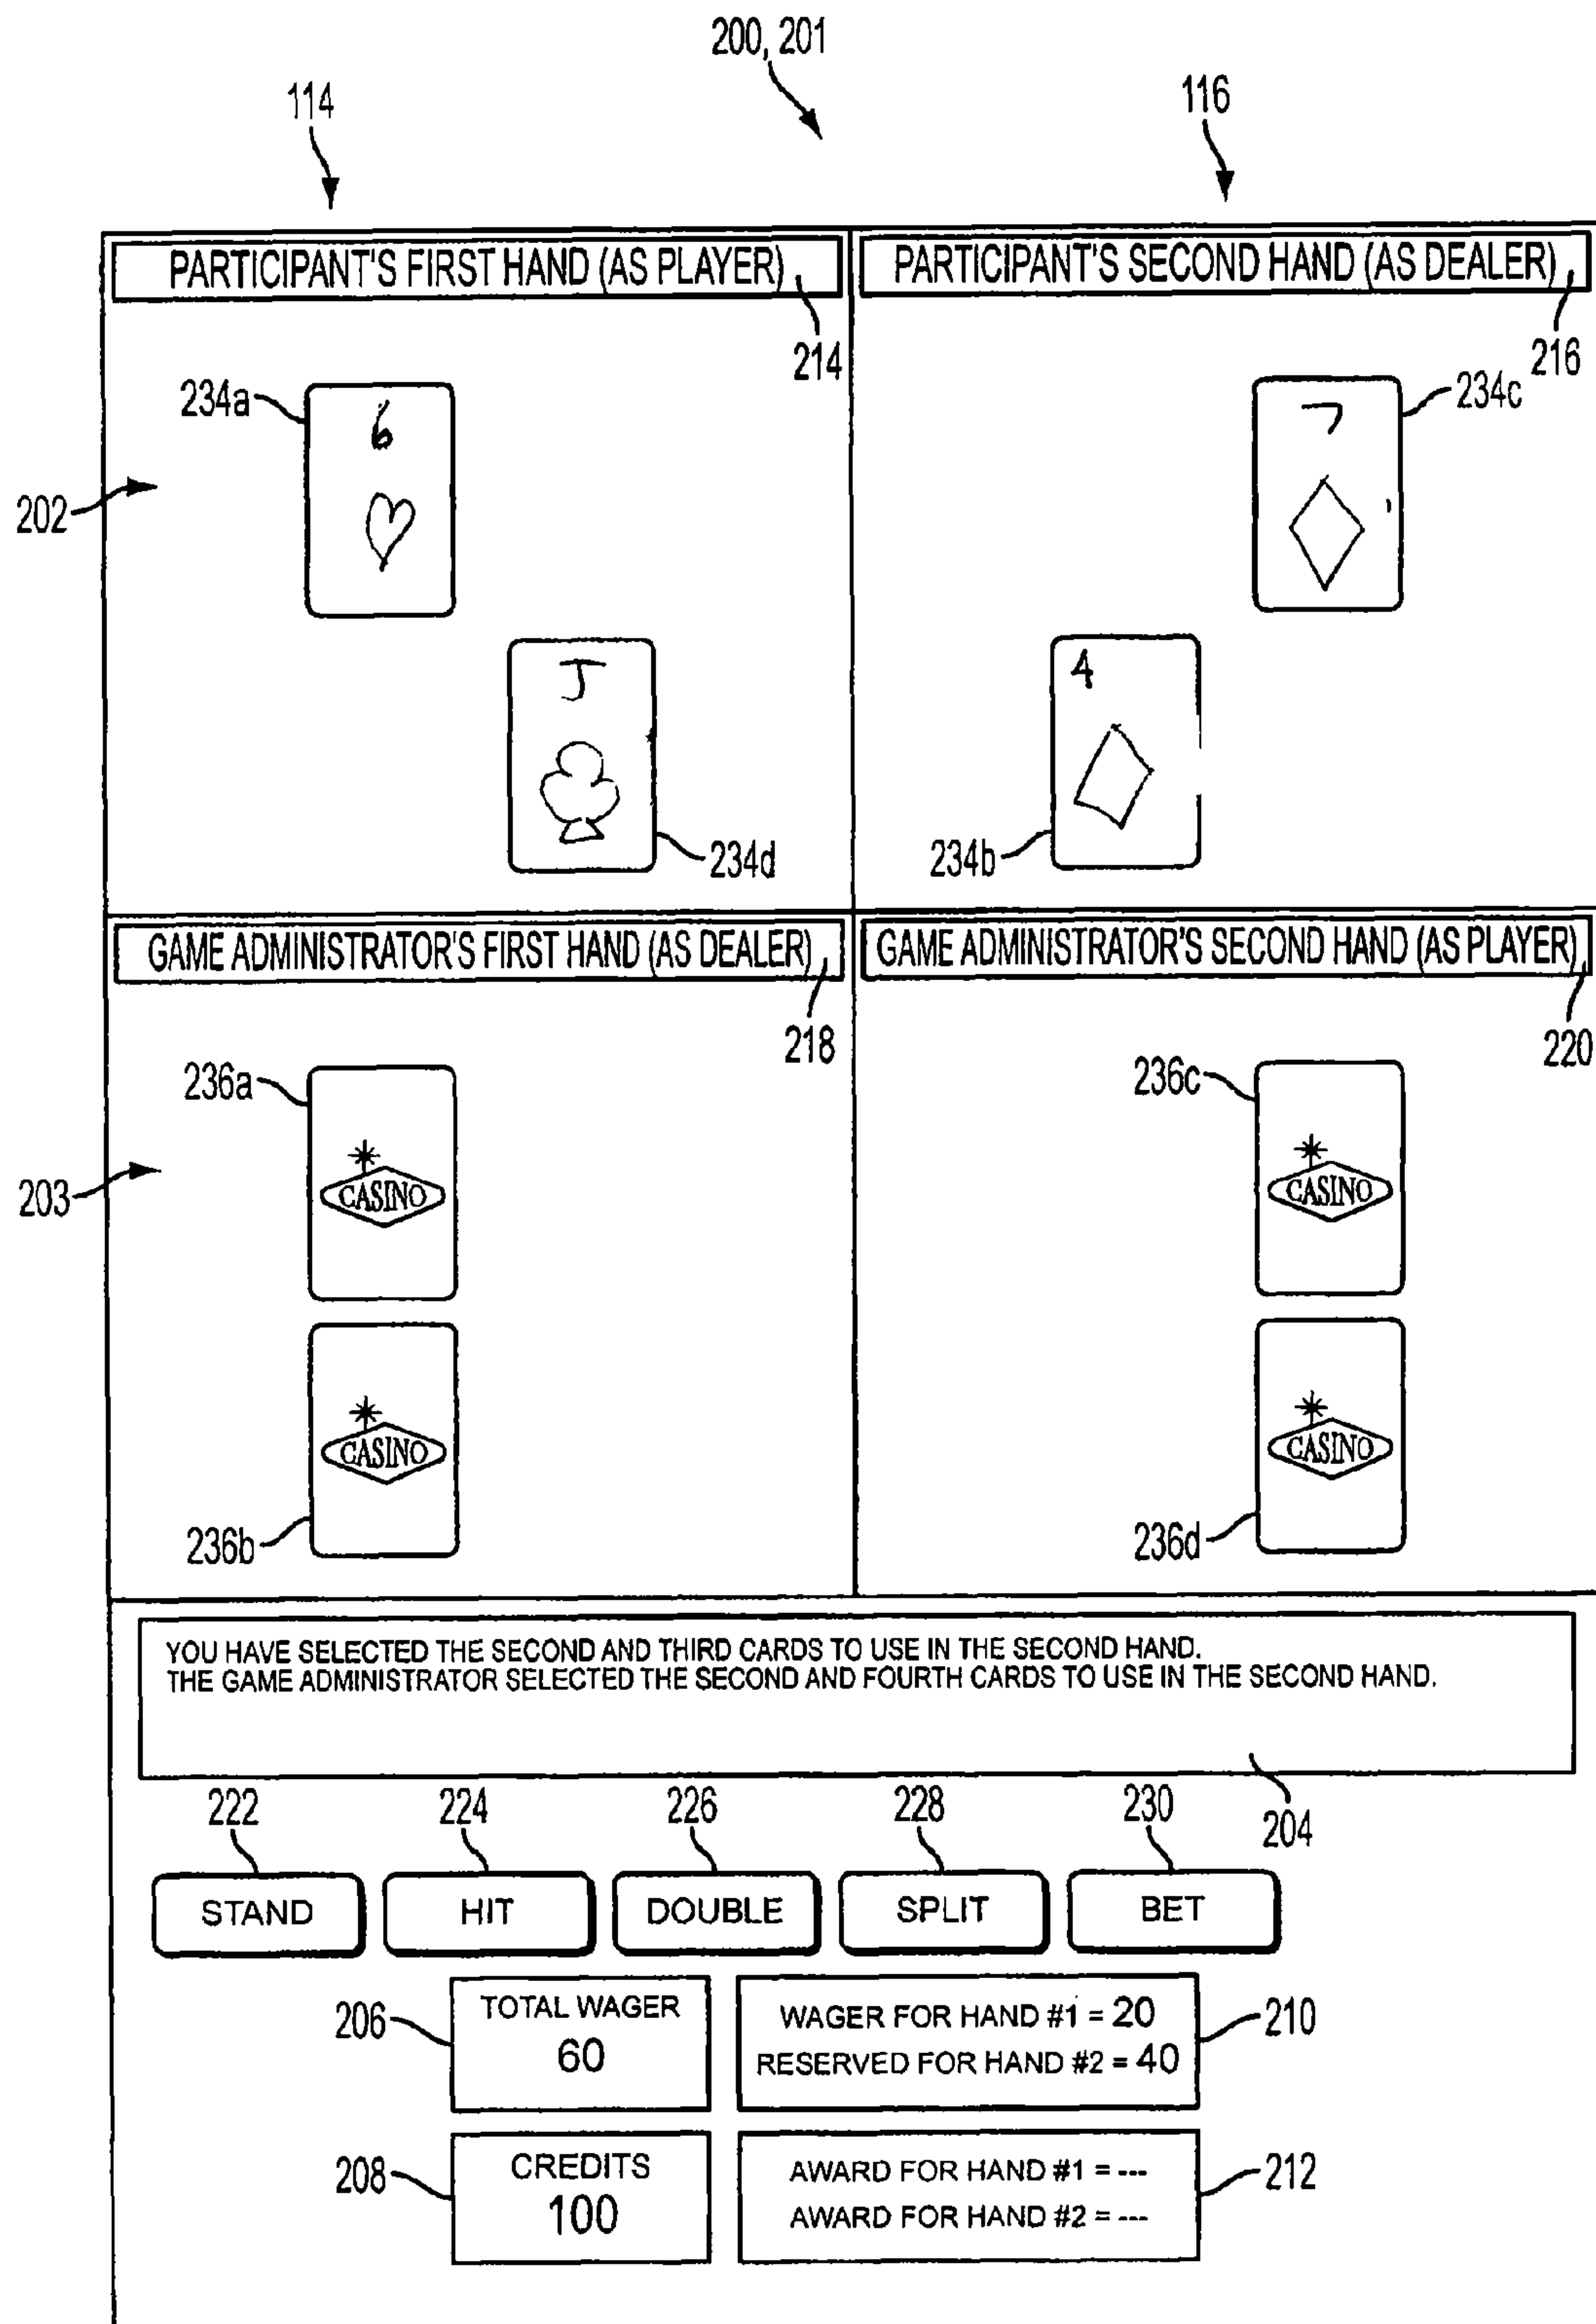 200, 201
114
116
PARTICIPANT'S FIRST HAND (AS PLAYER)
PARTICIPANT'S SECOND HAND (AS DEALER)
214
216
234a
6
7
234c
202
J
4
234d
234b
GAME ADMINISTRATOR'S FIRST HAND (AS DEALER)
GAME ADMINISTRATOR'S SECOND HAND (AS PLAYER)
218
220
236a
236c
CASINO
CASINO
203
CASINO
CASINO
236b
236d
YOU HAVE SELECTED THE SECOND AND THIRD CARDS TO USE IN THE SECOND HAND.
THE GAME ADMINISTRATOR SELECTED THE SECOND AND FOURTH CARDS TO USE IN THE SECOND HAND.
222
224
226
228
230
204
STAND
HIT
DOUBLE
SPLIT
BET
206
TOTAL WAGER
60
WAGER FOR HAND #1 = 20
RESERVED FOR HAND #2 = 40
210
208
CREDITS
100
AWARD FOR HAND #1 = ---
AWARD FOR HAND #2 = ---
212